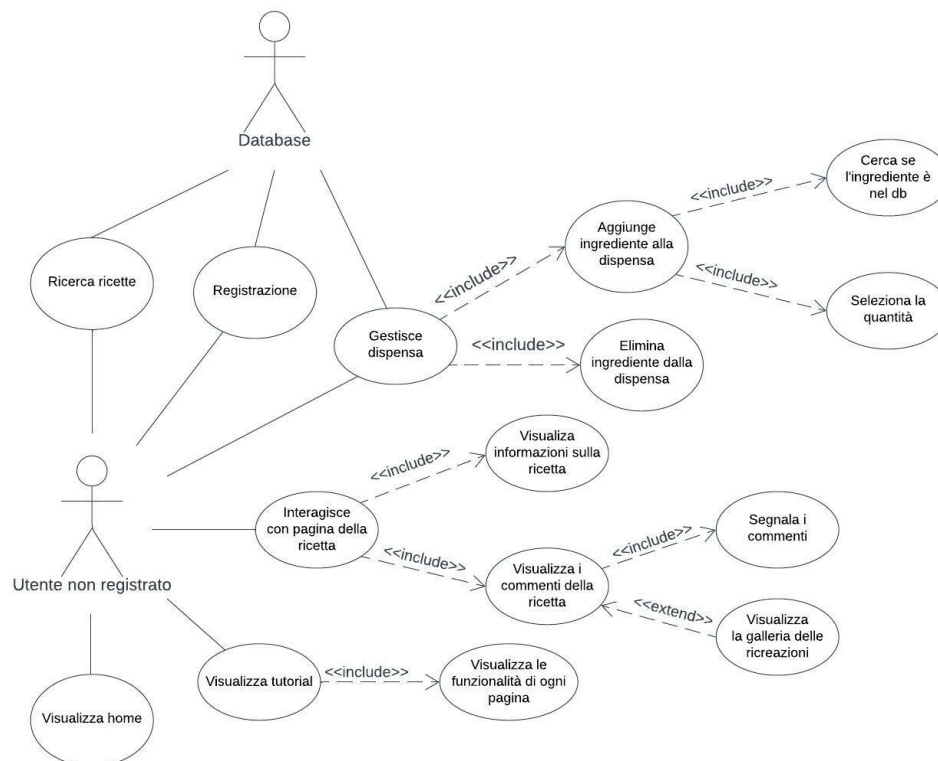 Database
Cerca se
l'ingrediente è
nel db
<<include>>
Aggiunge
ingrediente alla
dispensa
<<include>>
Ricerca ricette
Registrazione
<<include>>
Seleziona la
quantità
Gestisce
dispensa
<<include>>
Elimina
ingrediente dalla
dispensa
Visualiza
informazioni sulla
ricetta
<<include>>
Interagisce
con pagina della
ricetta
Segnala i
commenti
<<include>>
<<include>>
Visualizza i
commenti della
ricetta
Utente non registrato
<<extend>>
Visualizza
la galleria delle
ricreazioni
Visualizza tutorial
<<include>>
Visualizza le
funzionalità di ogni
pagina
Visualizza home